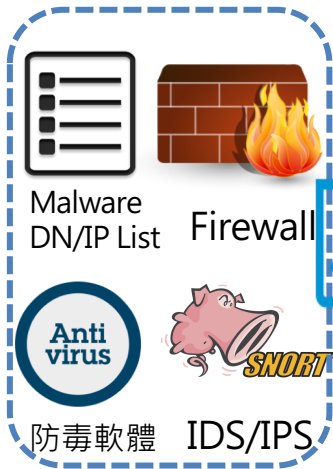 Malware
DN/IP List
Firewall
Anti
virus
SNORT
防毒軟體
IDS/IPS